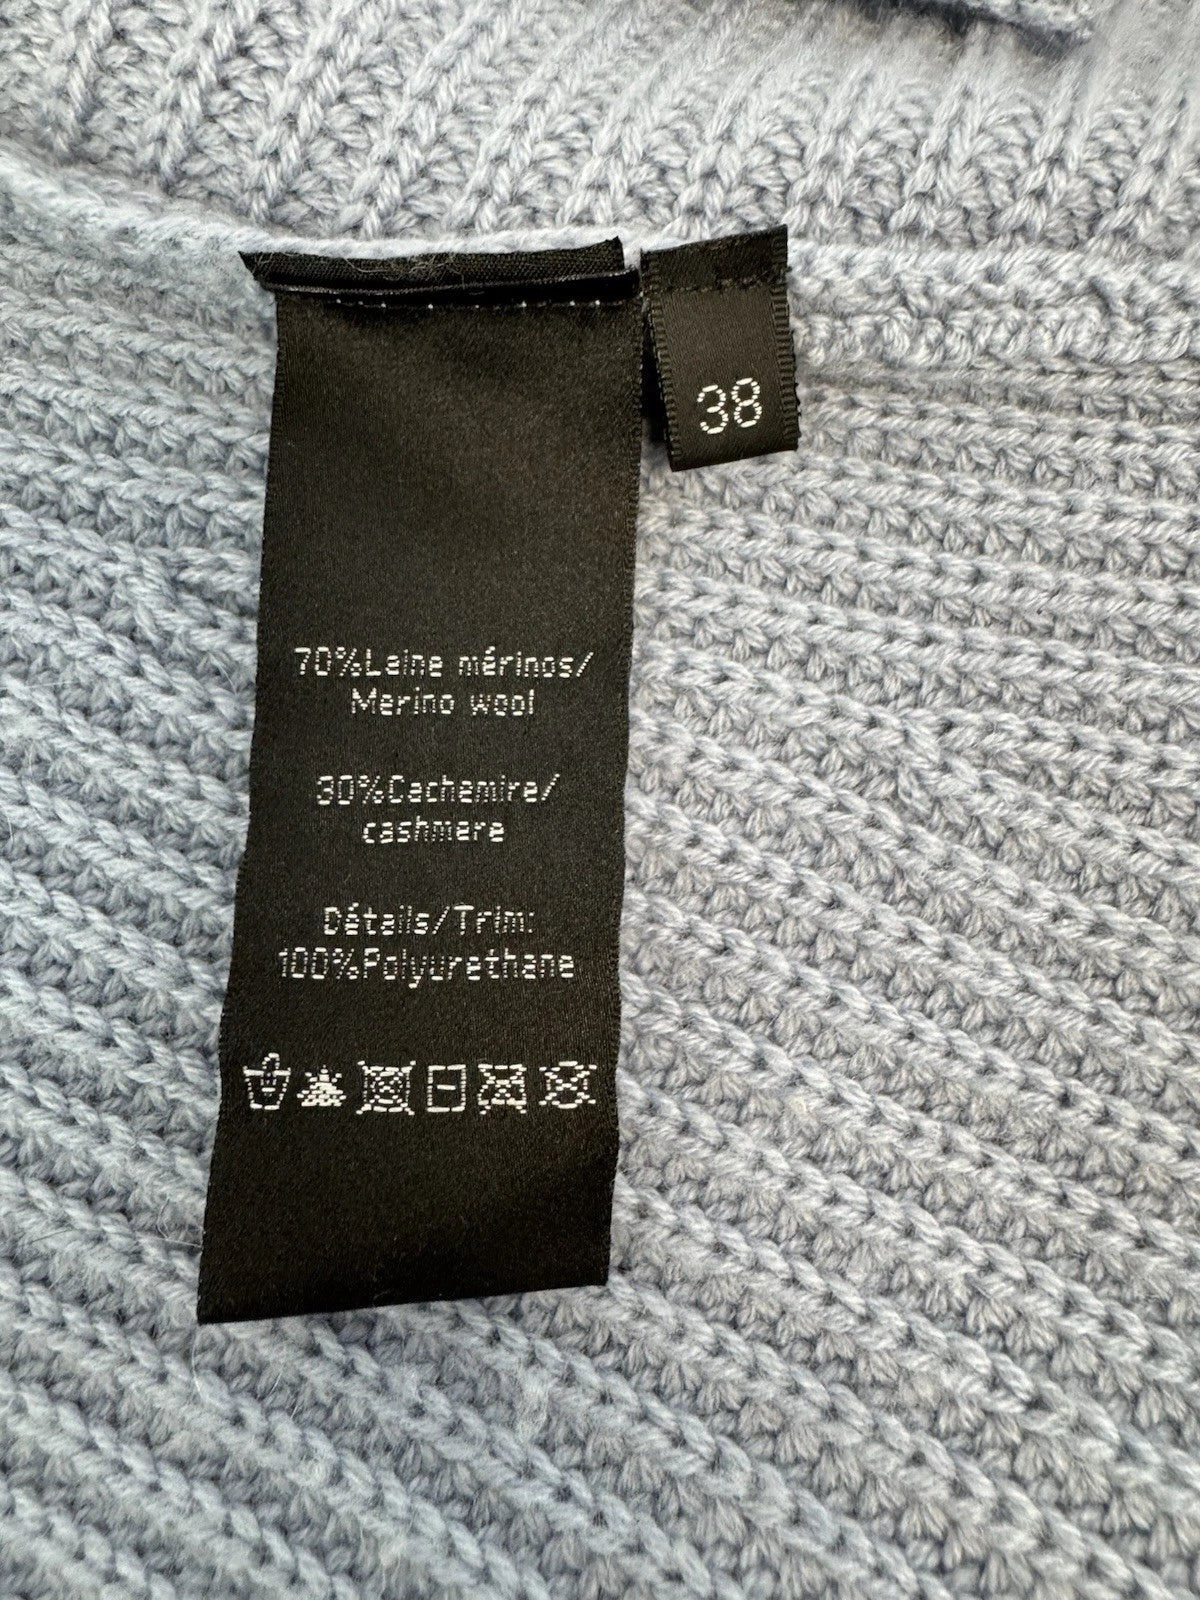 38
70%Laine mérinos/
Merino wool
30%Cachemire/
cashmere
Détails/Trim:
100%Polyurethane